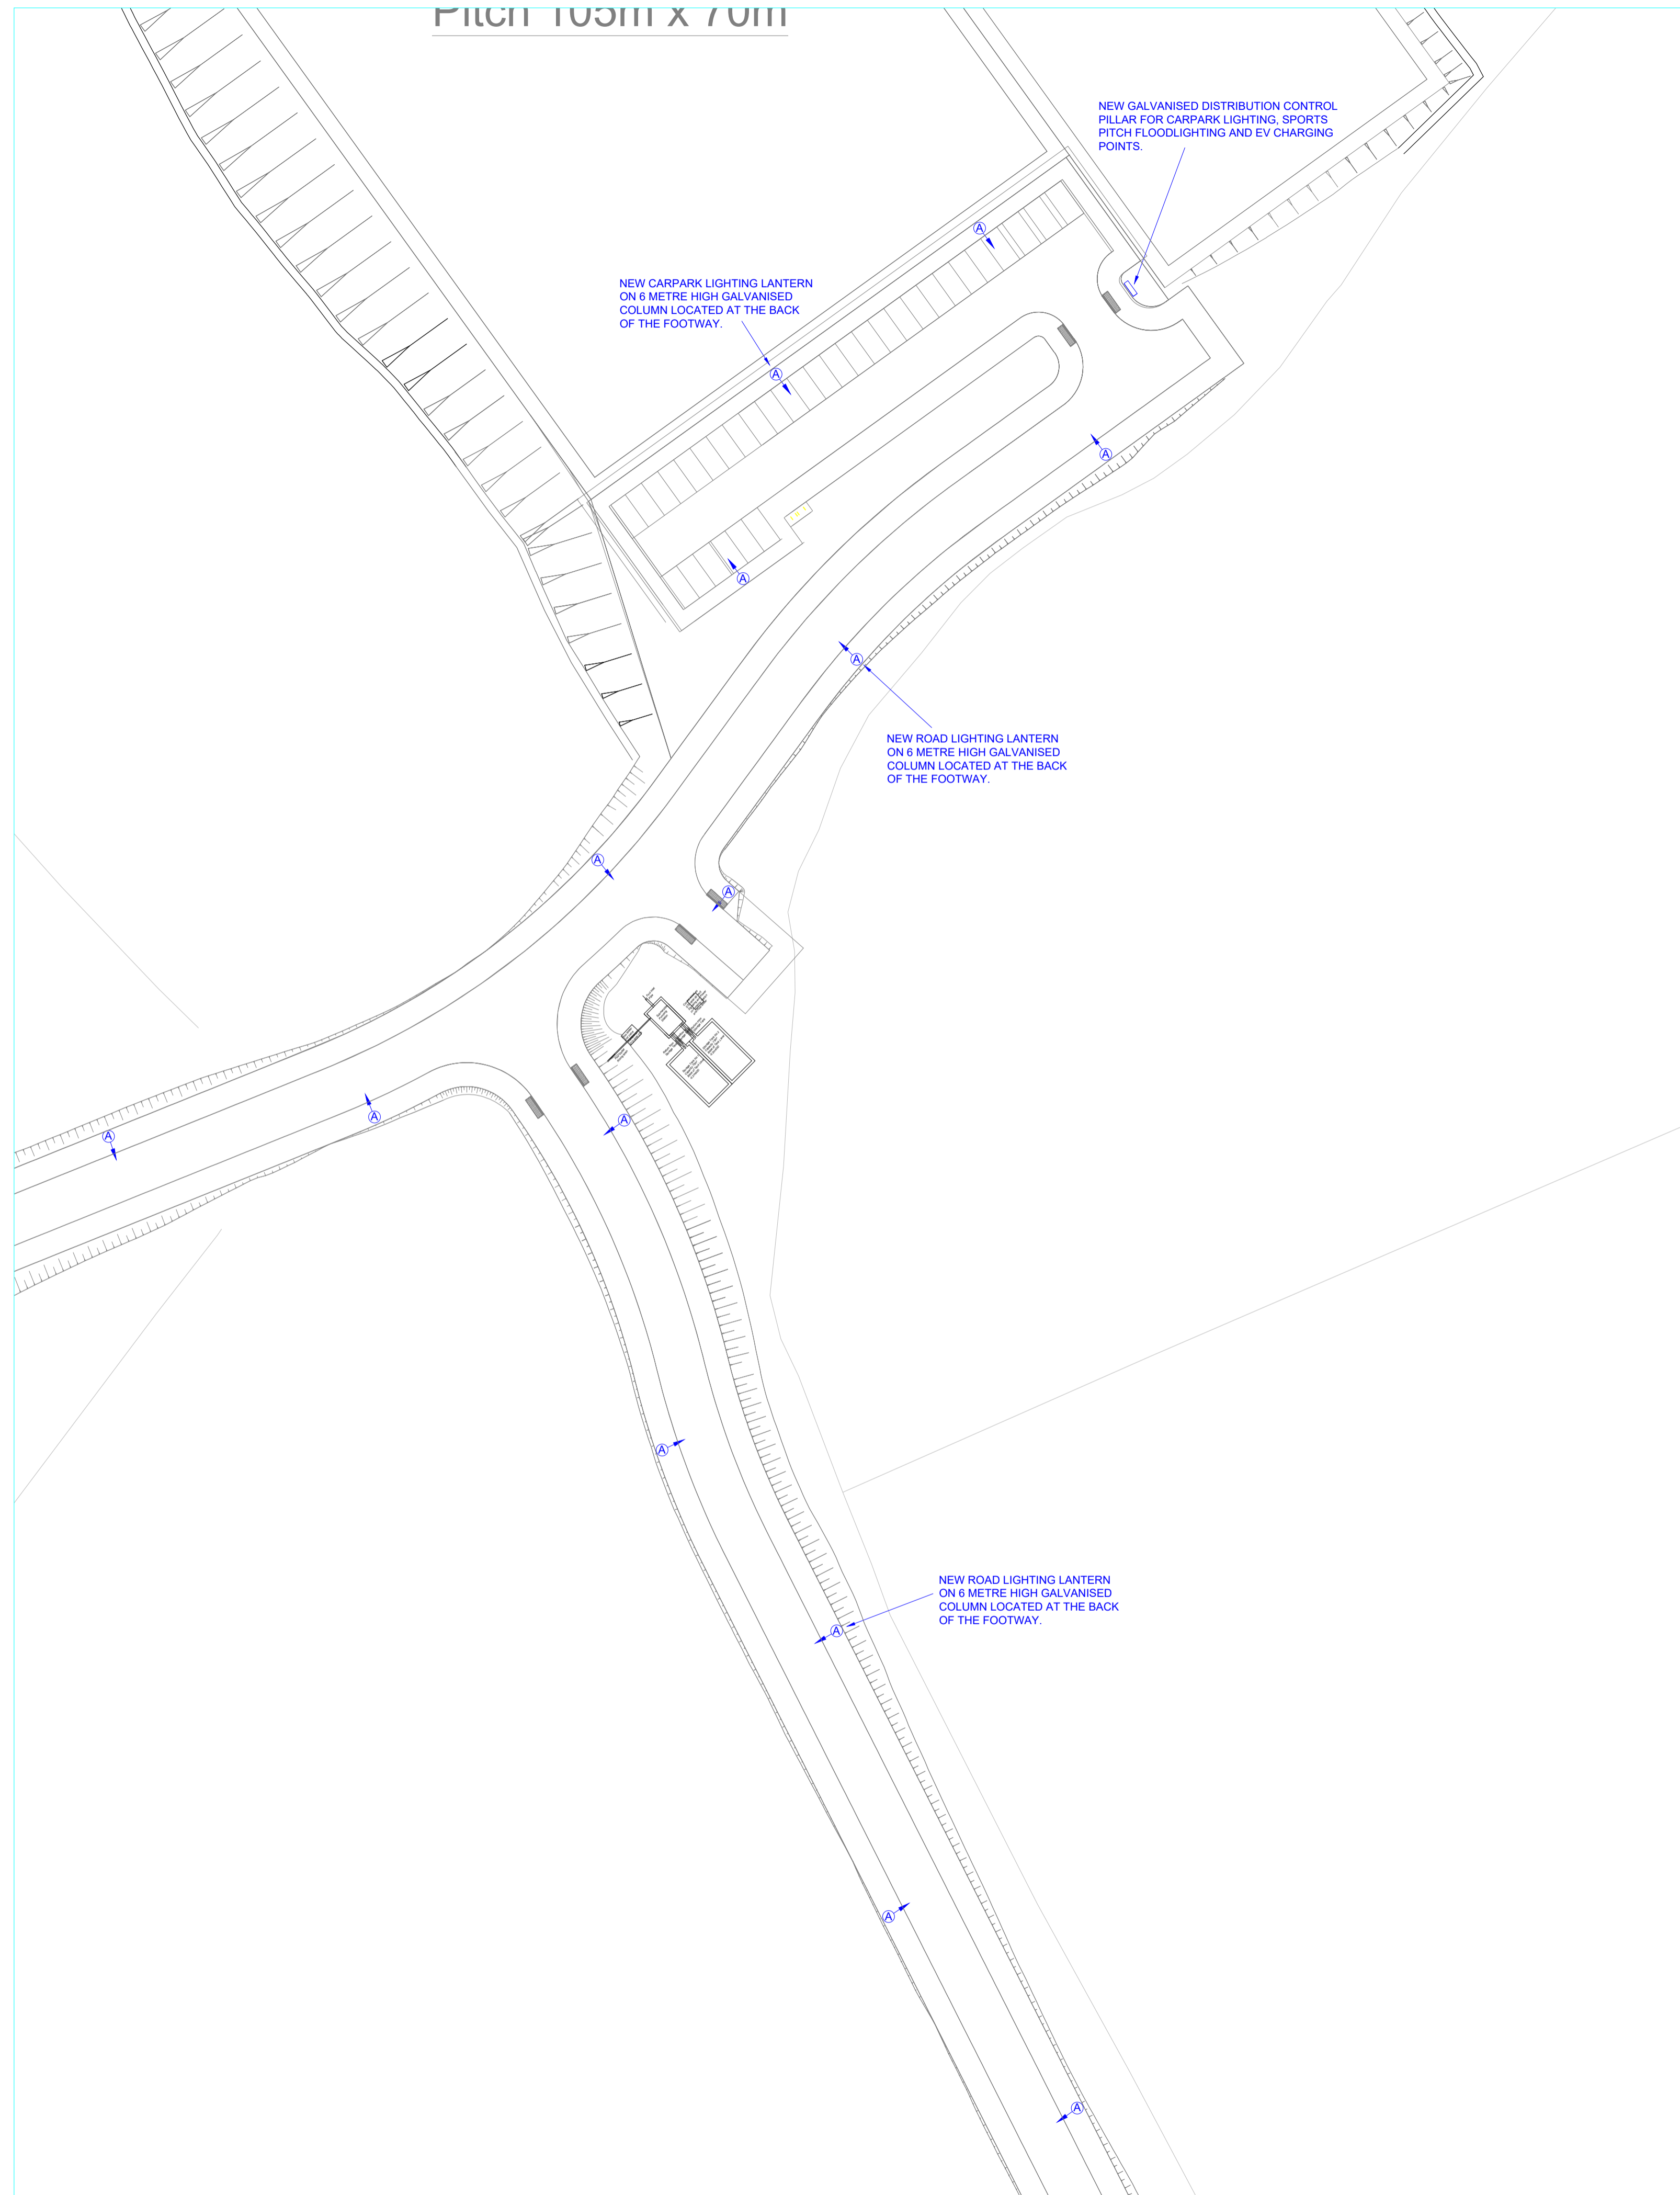 Pitch 105m x 70m
NEW GALVANISED DISTRIBUTION CONTROL
PILLAR FOR CARPARK LIGHTING, SPORTS
PITCH FLOODLIGHTING AND EV CHARGING
POINTS.
A
NEW CARPARK LIGHTING LANTERN
ON 6 METRE HIGH GALVANISED
COLUMN LOCATED AT THE BACK
OF THE FOOTWAY.
A
A
A
A
NEW ROAD LIGHTING LANTERN
ON 6 METRE HIGH GALVANISED
COLUMN LOCATED AT THE BACK
OF THE FOOTWAY.
A
A
A
A
A
A
NEW ROAD LIGHTING LANTERN
ON 6 METRE HIGH GALVANISED
COLUMN LOCATED AT THE BACK
OF THE FOOTWAY.
A
A
A